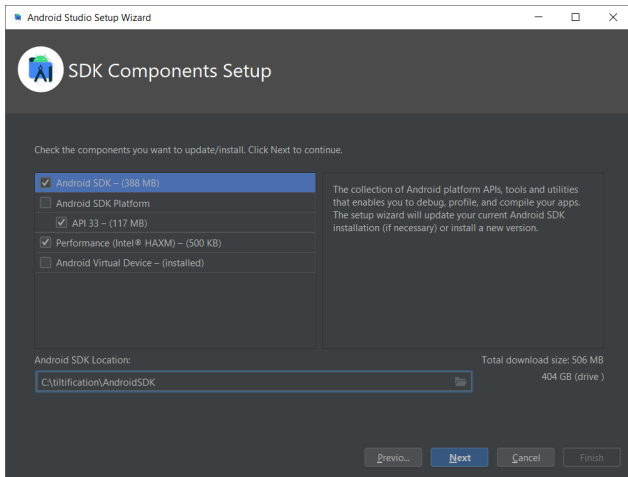 Android Studio Setup Wizard
SDK Components Setup
Check the components you want to update/install. Click Next to continue.
Android SDK – (388 MB)
Android SDK Platform
API 33 – (117 MB)
Performance (Intel® HAXM) – (500 KB)
Android Virtual Device – (installed)
The collection of Android platform APIs, tools and utilities
that enables you to debug, profile, and compile your apps.
The setup wizard will update your current Android SDK
installation (if necessary) or install a new version.
Android SDK Location:
C:\tiltification\AndroidSDK
Total download size: 506 MB
404 GB (drive )
Previo...
Next
Cancel
Finish